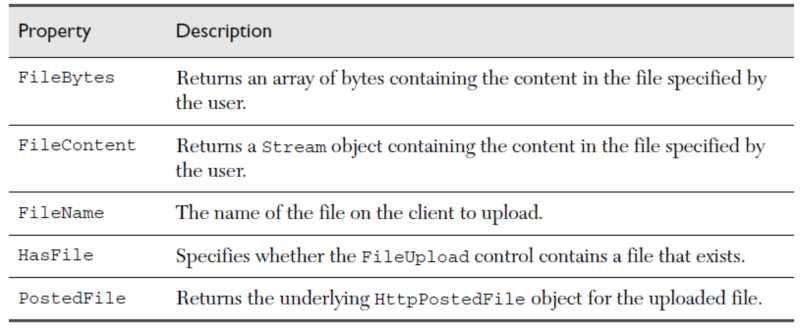 Property Description
FileBytes Returns an array of bytes containing the content in the file specified by
the user.
FileContent Returns a Stream object containing the content in the file specified by
the user.
FileName The name of the file on the client to upload.
HasFile Specifies whether the FileUpload control contains a file that exists.
PostedFile Returns the underlying HttpPostedFile object for the uploaded file.